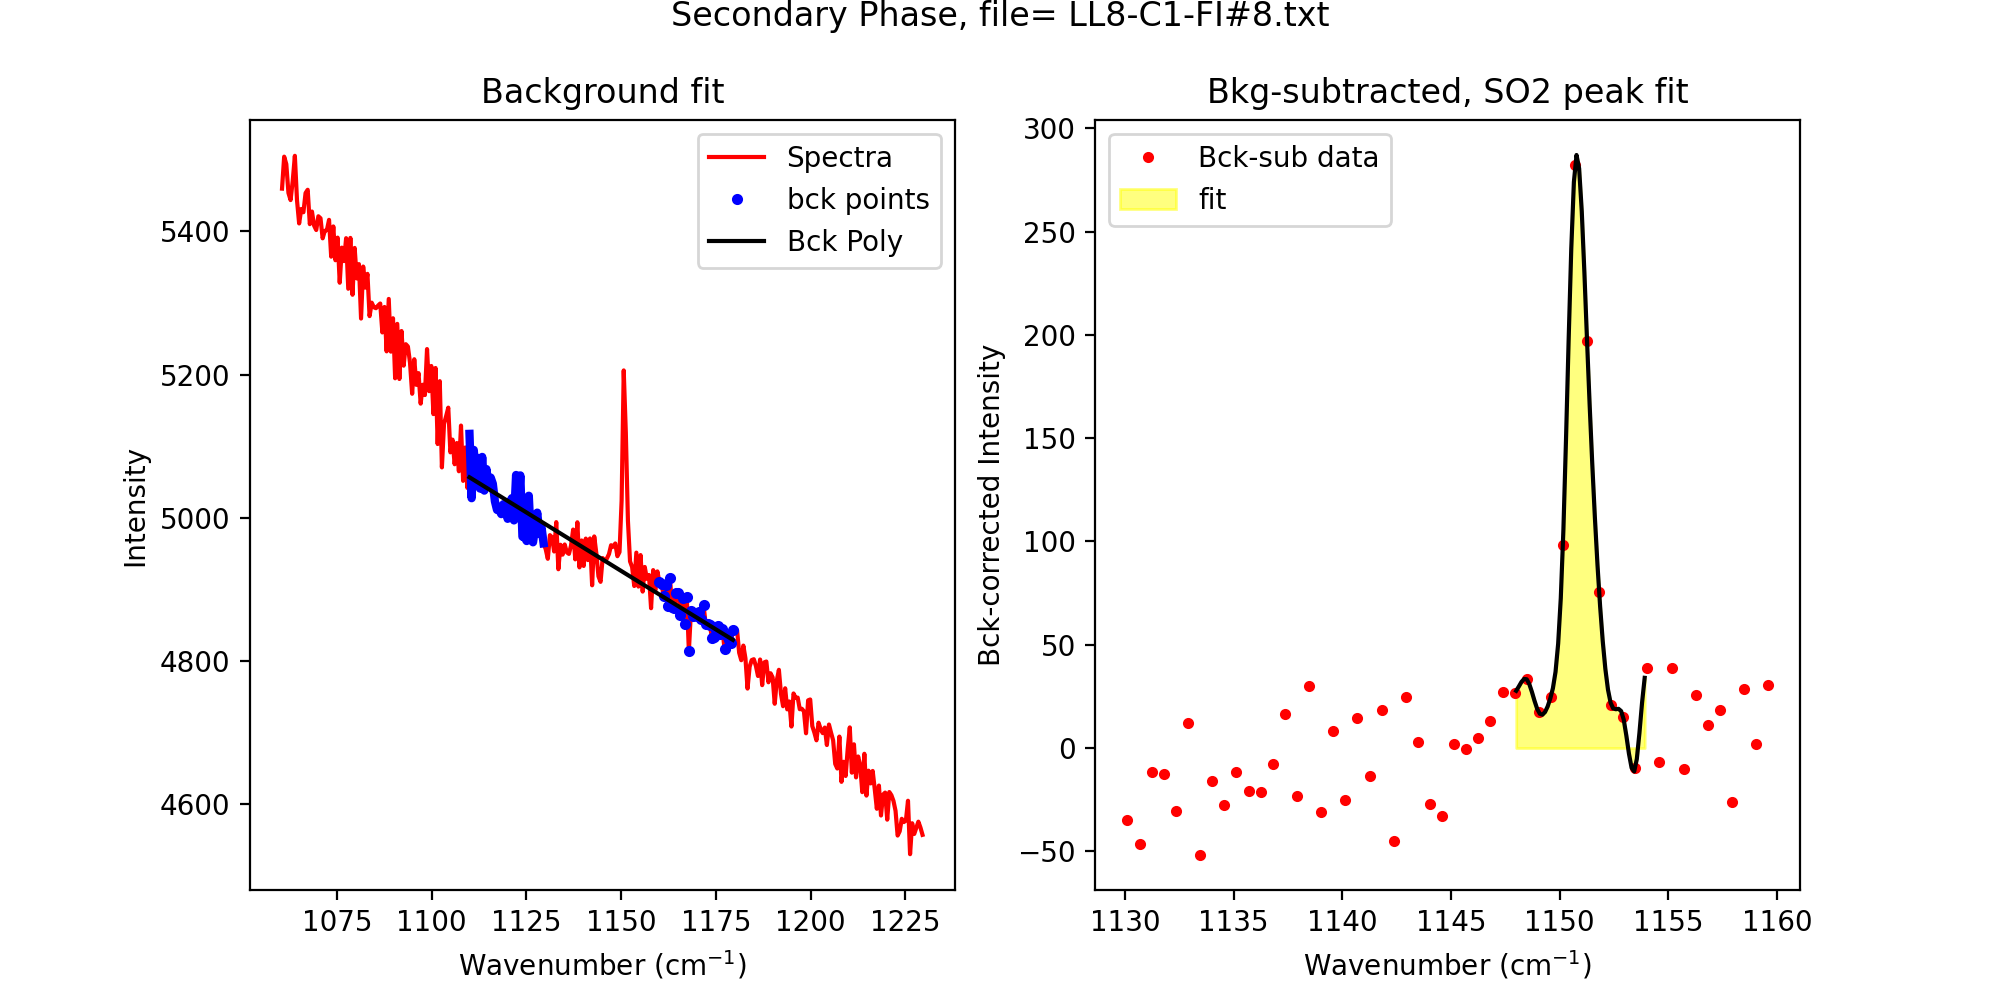 Secondary Phase, file= LL8-C1-FI#8.txt
Background fit
Spectra
bck points
Bck Poly
Intensity
5400
5200
5000
4800
4600
1075 1100 1125 1150 1175 1200 1225
Wavenumber (cm⁻¹)
Bkg-subtracted, SO2 peak fit
Bck-sub data
fit
Bck-corrected Intensity
300
250
200
150
100
50
0
−50
1130 1135 1140 1145 1150 1155 1160
Wavenumber (cm⁻¹)